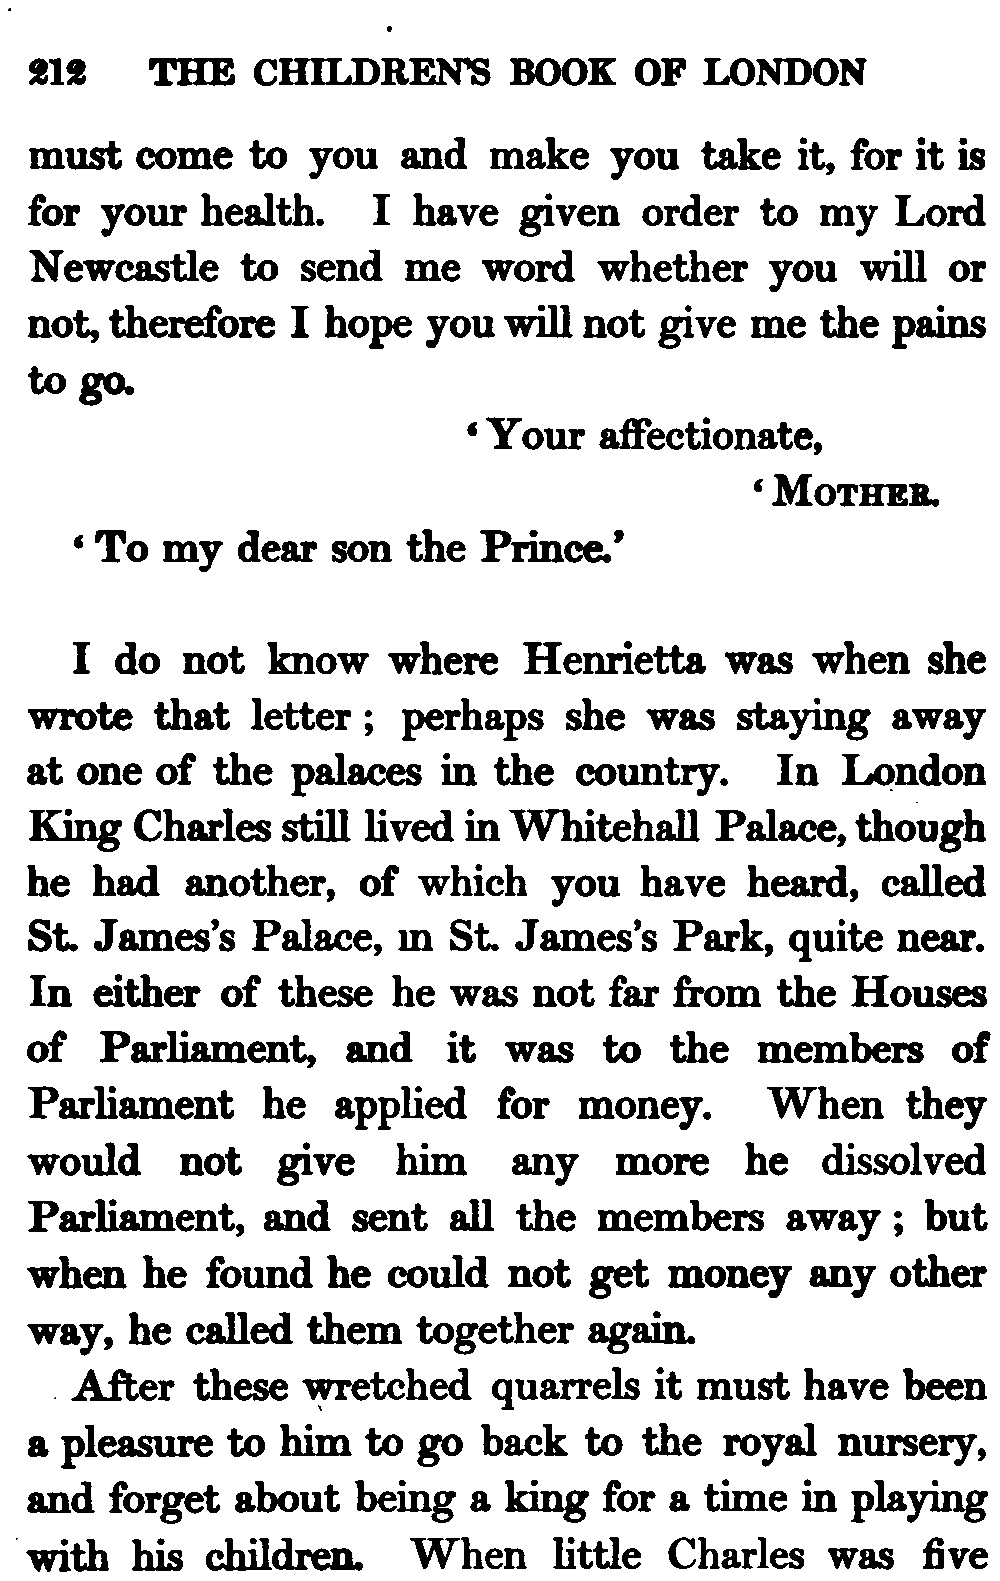 212 THE CHILDREN'S BOOK OF LONDON
must come to you and make you take it, for it is
for your health. I have given order to my Lord
Newcastle to send me word whether you will or
not, therefore I hope you will not give me the pains
to go.
‘Your affectionate,
‘MOTHER.
‘To my dear son the Prince.’
I do not know where Henrietta was when she
wrote that letter; perhaps she was staying away
at one of the palaces in the country. In London
King Charles still lived in Whitehall Palace, though
he had another, of which you have heard, called
St. James's Palace, in St. James's Park, quite near.
In either of these he was not far from the Houses
of Parliament, and it was to the members of
Parliament he applied for money. When they
would not give him any more he dissolved
Parliament, and sent all the members away; but
when he found he could not get money any other
way, he called them together again.
After these wretched quarrels it must have been
a pleasure to him to go back to the royal nursery,
and forget about being a king for a time in playing
with his children. When little Charles was five